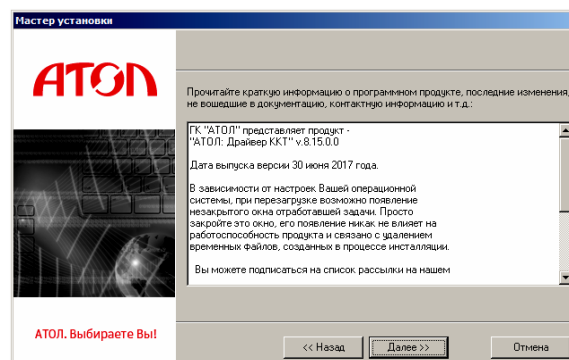 Мастер установки
АТОЛ
Прочитайте краткую информацию о программном продукте, последние изменения,
не вошедшие в документацию, контактную информацию и т.д.:
ГК "АТОЛ" представляет продукт -
"АТОЛ: Драйвер ККТ" v.8.15.0.0
Дата выпуска версии 30 июня 2017 года.
В зависимости от настроек Вашей операционной
системы, при перезагрузке возможно появление
незакрытого окна отработавшей задачи. Просто
закройте это окно, его появление никак не влияет на
работоспособность продукта и связано с удалением
временных файлов, созданных в процессе инсталляции.
Вы можете подписаться на список рассылки на нашем
АТОЛ. Выбираете Вы!
<< Назад
Далее >>
Отмена